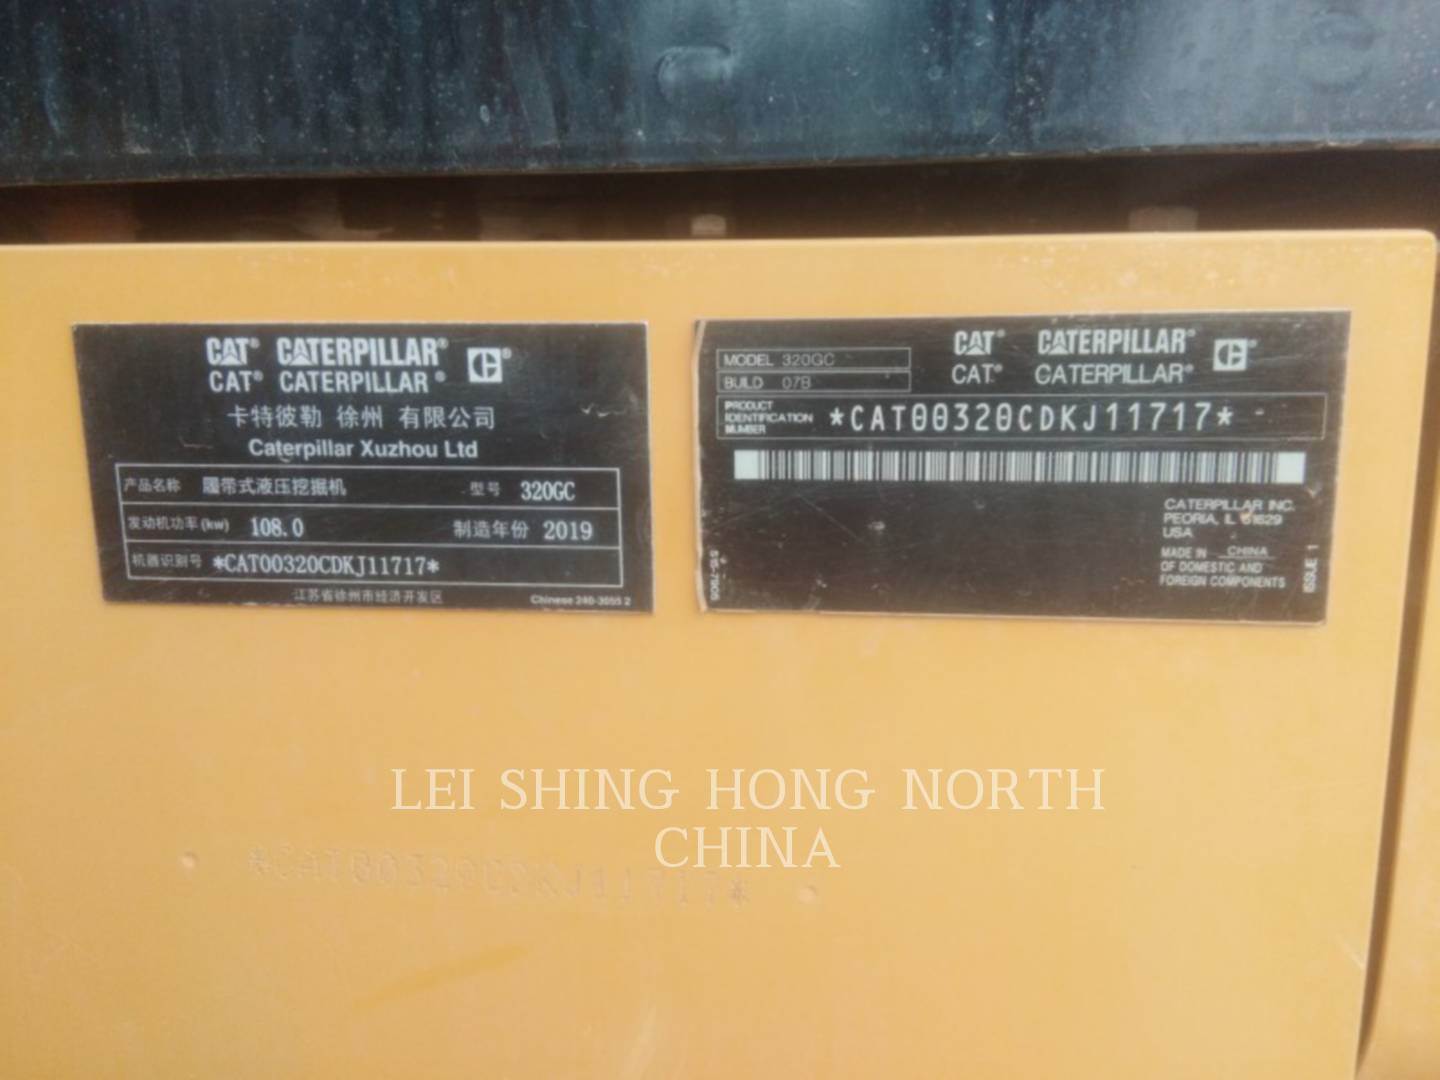 CAT® CATERPILLAR®
CAT® CATERPILLAR®
卡特彼勒 徐州 有限公司
Caterpillar Xuzhou Ltd
产品名称 履带式液压挖掘机 型号 320GC
发动机功率(kw) 108.0 制造年份 2019
机器识别号 *CAT00320CDKJ11717*
江苏省徐州市经济开发区 Chinese 240-3055 2
MODEL 320GC
BUILD 07B
CAT® CATERPILLAR®
CAT® CATERPILLAR®
PRODUCT
IDENTIFICATION
NUMBER
*CAT00320CDKJ11717*
CATERPILLAR INC.
PEORIA, IL 61629
USA
MADE IN CHINA
OF DOMESTIC AND
FOREIGN COMPONENTS
515-7906
ISSUE 1
LEI SHING HONG NORTH
CHINA
*CAT00320CDKJ11717*